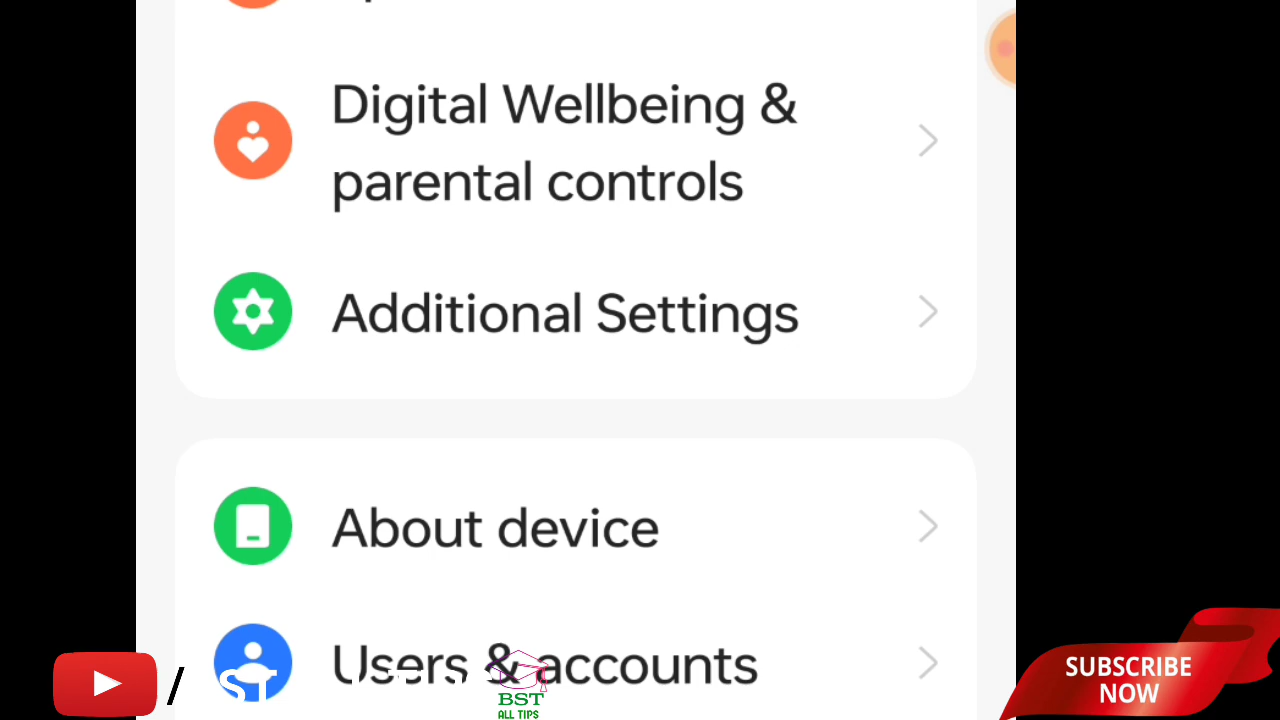 Digital Wellbeing &
parental controls
Additional Settings
About device
Users & accounts
/
BST
ALL TIPS
SUBSCRIBE
NOW